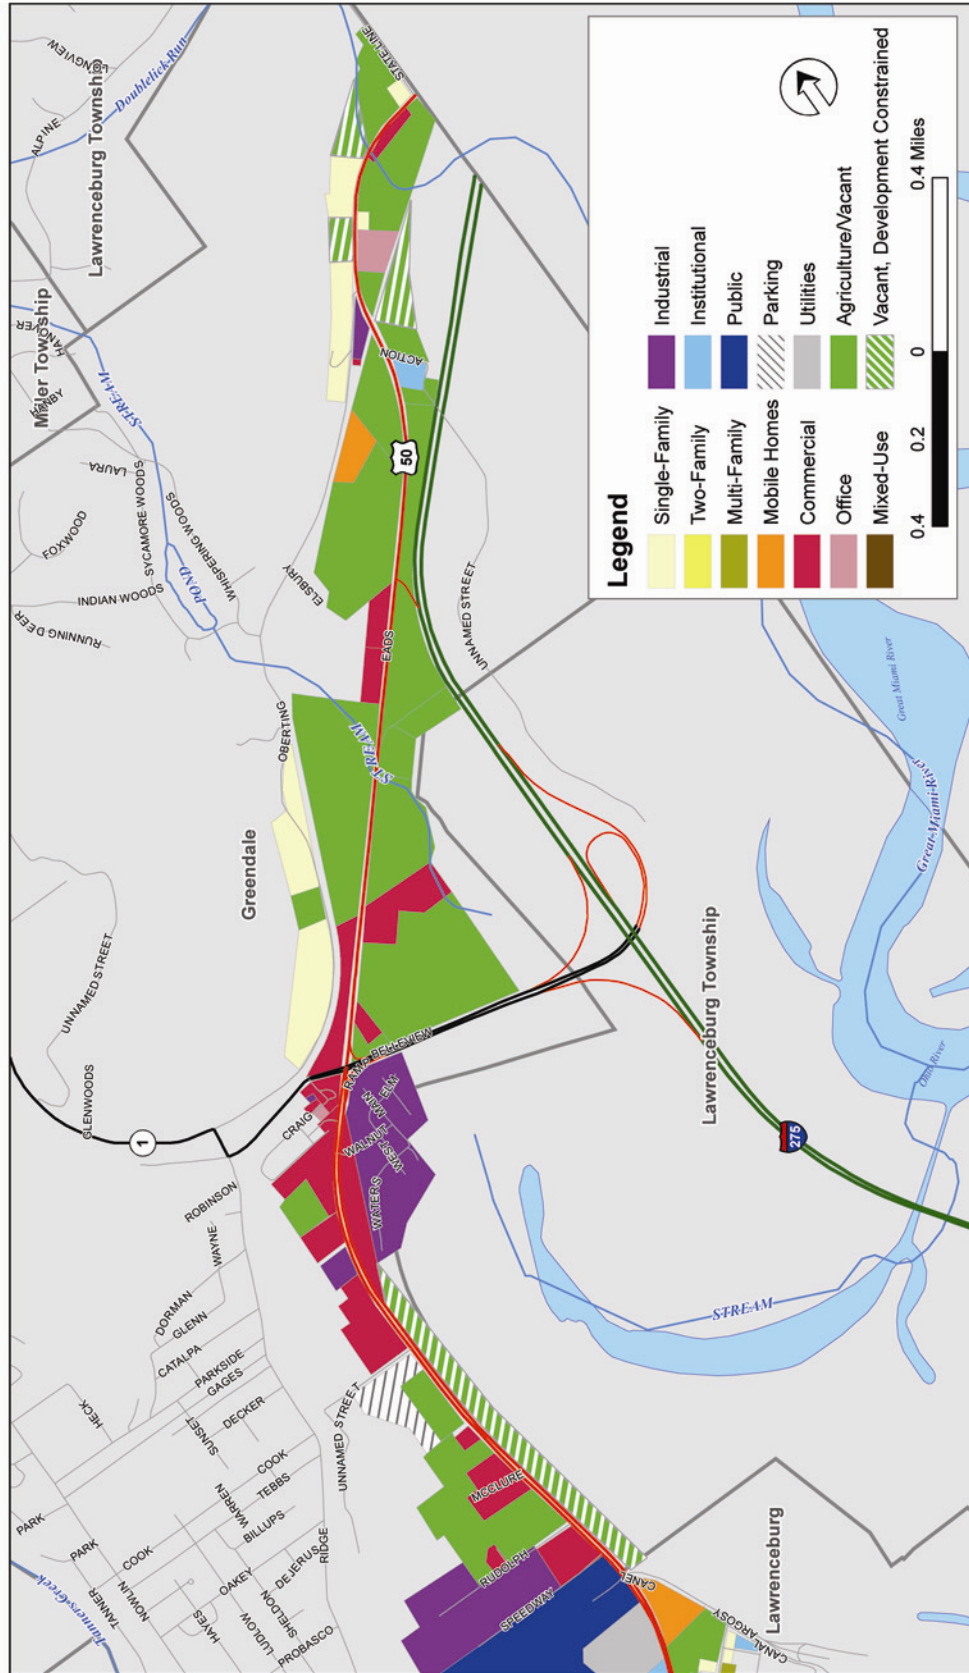 LONGVIEW
Lawrenceburg Township
Doublelick Run
ALPINE
STATE LINE
Miler Township
HANOVER
HANBY
STREAM
LAURA
FOXWOOD
SYCAMORE WOODS
WHISPERING WOODS
POND
INDIAN WOODS
RUNNING DEER
ELSBURY
ACTION
50
EADS
UNNAMED STREET
OBERTING
STREAM
Greendale
UNNAMED STREET
GLENWOODS
1
CRAIG
RAMP
BELLEVIEW
ELM
MAIN
WALNUT
WEST
WATERS
ROBINSON
WAYNE
DORMAN
GLENN
CATALPA
PARKSIDE
GAGES
HECK
SUNSET
DECKER
COOK
TEBBS
WARREN
BILLUPS
UNNAMED STREET
RIDGE
PARK
PARK
COOK
TANNER
NOWLIN
HAYES
OAKEY
LUDLOW
SHELDON
DEJERUS
PROBASCO
Tanners Creek
MCCLURE
RUDOLPH
SPEEDWAY
CANEL
CANAL
ARGOSY
Lawrenceburg
Lawrenceburg Township
275
STREAM
Ohio River
Great Miami River
Great Miami River
Legend
Single-Family
Two-Family
Multi-Family
Mobile Homes
Commercial
Office
Mixed-Use
Industrial
Institutional
Public
Parking
Utilities
Agriculture/Vacant
Vacant, Development Constrained
0.4
0.2
0
0.4 Miles